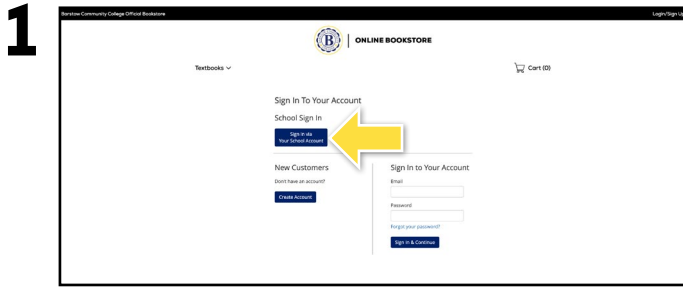 1
Barstow Community College Official Bookstore
Login/Sign Up
B
ONLINE BOOKSTORE
Textbooks
Cart (0)
Sign In To Your Account
School Sign In
Sign in via
Your School Account
New Customers
Don't have an account?
Create Account
Sign In to Your Account
Email
Password
Forgot your password?
Sign In & Continue